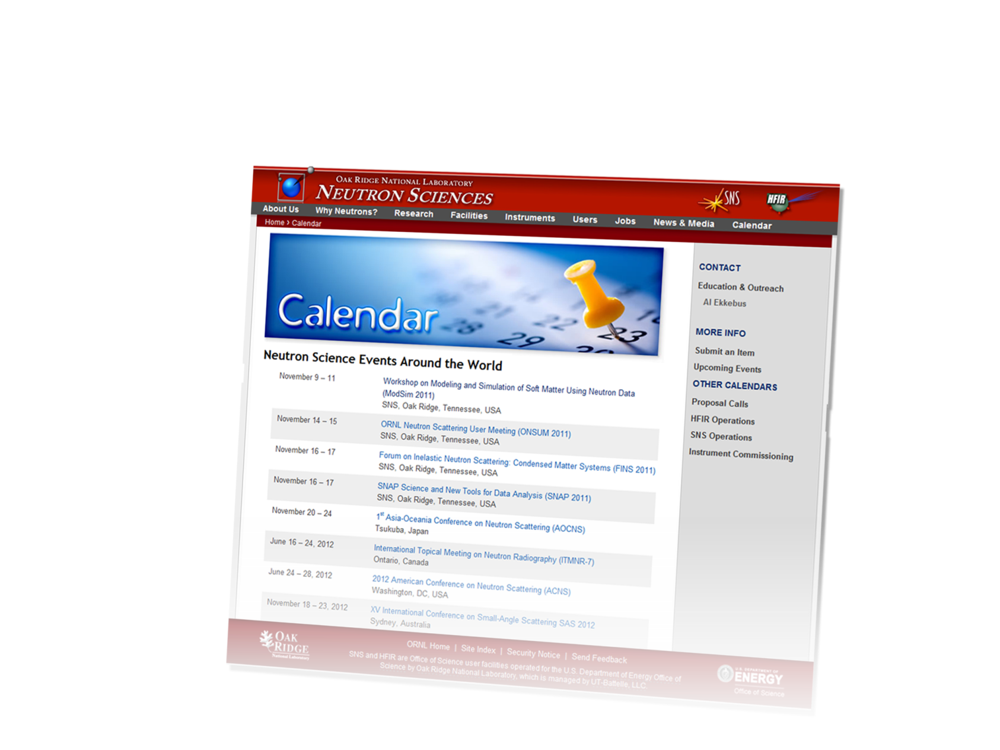 OAK RIDGE NATIONAL LABORATORY
NEUTRON SCIENCES
SNS
HFIR
About Us Why Neutrons? Research Facilities Instruments Users Jobs News & Media Calendar
Home › Calendar
Calendar
21
22
16
28
29
23
30
Neutron Science Events Around the World
November 9 – 11
Workshop on Modeling and Simulation of Soft Matter Using Neutron Data
(ModSim 2011)
SNS, Oak Ridge, Tennessee, USA
November 14 – 15
ORNL Neutron Scattering User Meeting (ONSUM 2011)
SNS, Oak Ridge, Tennessee, USA
November 16 – 17
Forum on Inelastic Neutron Scattering: Condensed Matter Systems (FINS 2011)
SNS, Oak Ridge, Tennessee, USA
November 16 – 17
SNAP Science and New Tools for Data Analysis (SNAP 2011)
SNS, Oak Ridge, Tennessee, USA
November 20 – 24
1st Asia-Oceania Conference on Neutron Scattering (AOCNS)
Tsukuba, Japan
June 16 – 24, 2012
International Topical Meeting on Neutron Radiography (ITMNR-7)
Ontario, Canada
June 24 – 28, 2012
2012 American Conference on Neutron Scattering (ACNS)
Washington, DC, USA
November 18 – 23, 2012
XV International Conference on Small-Angle Scattering SAS 2012
Sydney, Australia
CONTACT
Education & Outreach
Al Ekkebus
MORE INFO
Submit an Item
Upcoming Events
OTHER CALENDARS
Proposal Calls
HFIR Operations
SNS Operations
Instrument Commissioning
OAK
RIDGE
National Laboratory
ORNL Home | Site Index | Security Notice | Send Feedback
SNS and HFIR are Office of Science user facilities operated for the U.S. Department of Energy Office of
Science by Oak Ridge National Laboratory, which is managed by UT-Battelle, LLC.
U.S. DEPARTMENT OF
ENERGY
Office of Science